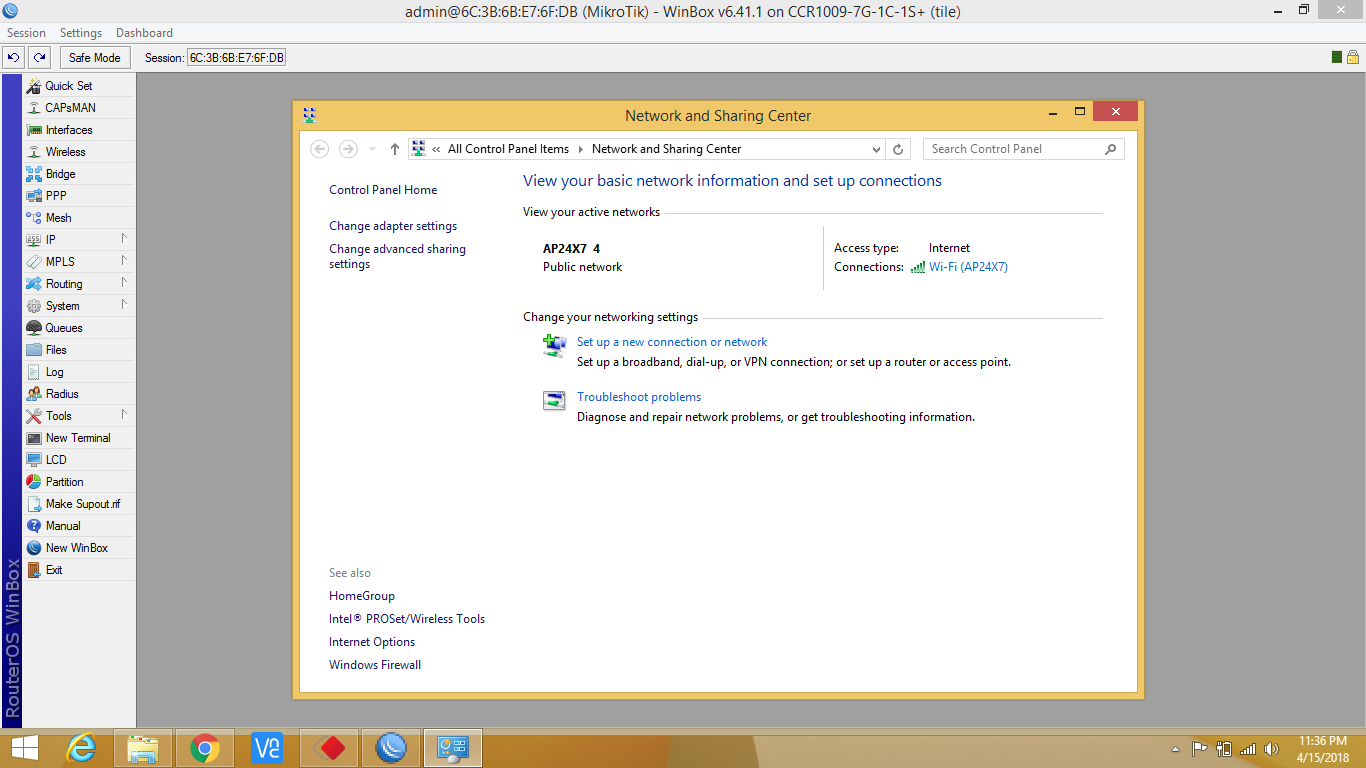 admin@6C:3B:6B:E7:6F:DB (MikroTik) - WinBox v6.41.1 on CCR1009-7G-1C-1S+ (tile)
Session Settings Dashboard
Safe Mode Session: 6C:3B:6B:E7:6F:DB
Quick Set
CAPsMAN
Interfaces
Wireless
Bridge
PPP
Mesh
IP
MPLS
Routing
System
Queues
Files
Log
Radius
Tools
New Terminal
LCD
Partition
Make Supout.rif
Manual
New WinBox
Exit
RouterOS WinBox
Network and Sharing Center
« All Control Panel Items Network and Sharing Center
Search Control Panel
Control Panel Home
Change adapter settings
Change advanced sharing
settings
View your basic network information and set up connections
View your active networks
AP24X7 4
Public network
Access type: Internet
Connections: Wi-Fi (AP24X7)
Change your networking settings
Set up a new connection or network
Set up a broadband, dial-up, or VPN connection; or set up a router or access point.
Troubleshoot problems
Diagnose and repair network problems, or get troubleshooting information.
See also
HomeGroup
Intel® PROSet/Wireless Tools
Internet Options
Windows Firewall
11:36 PM
4/15/2018